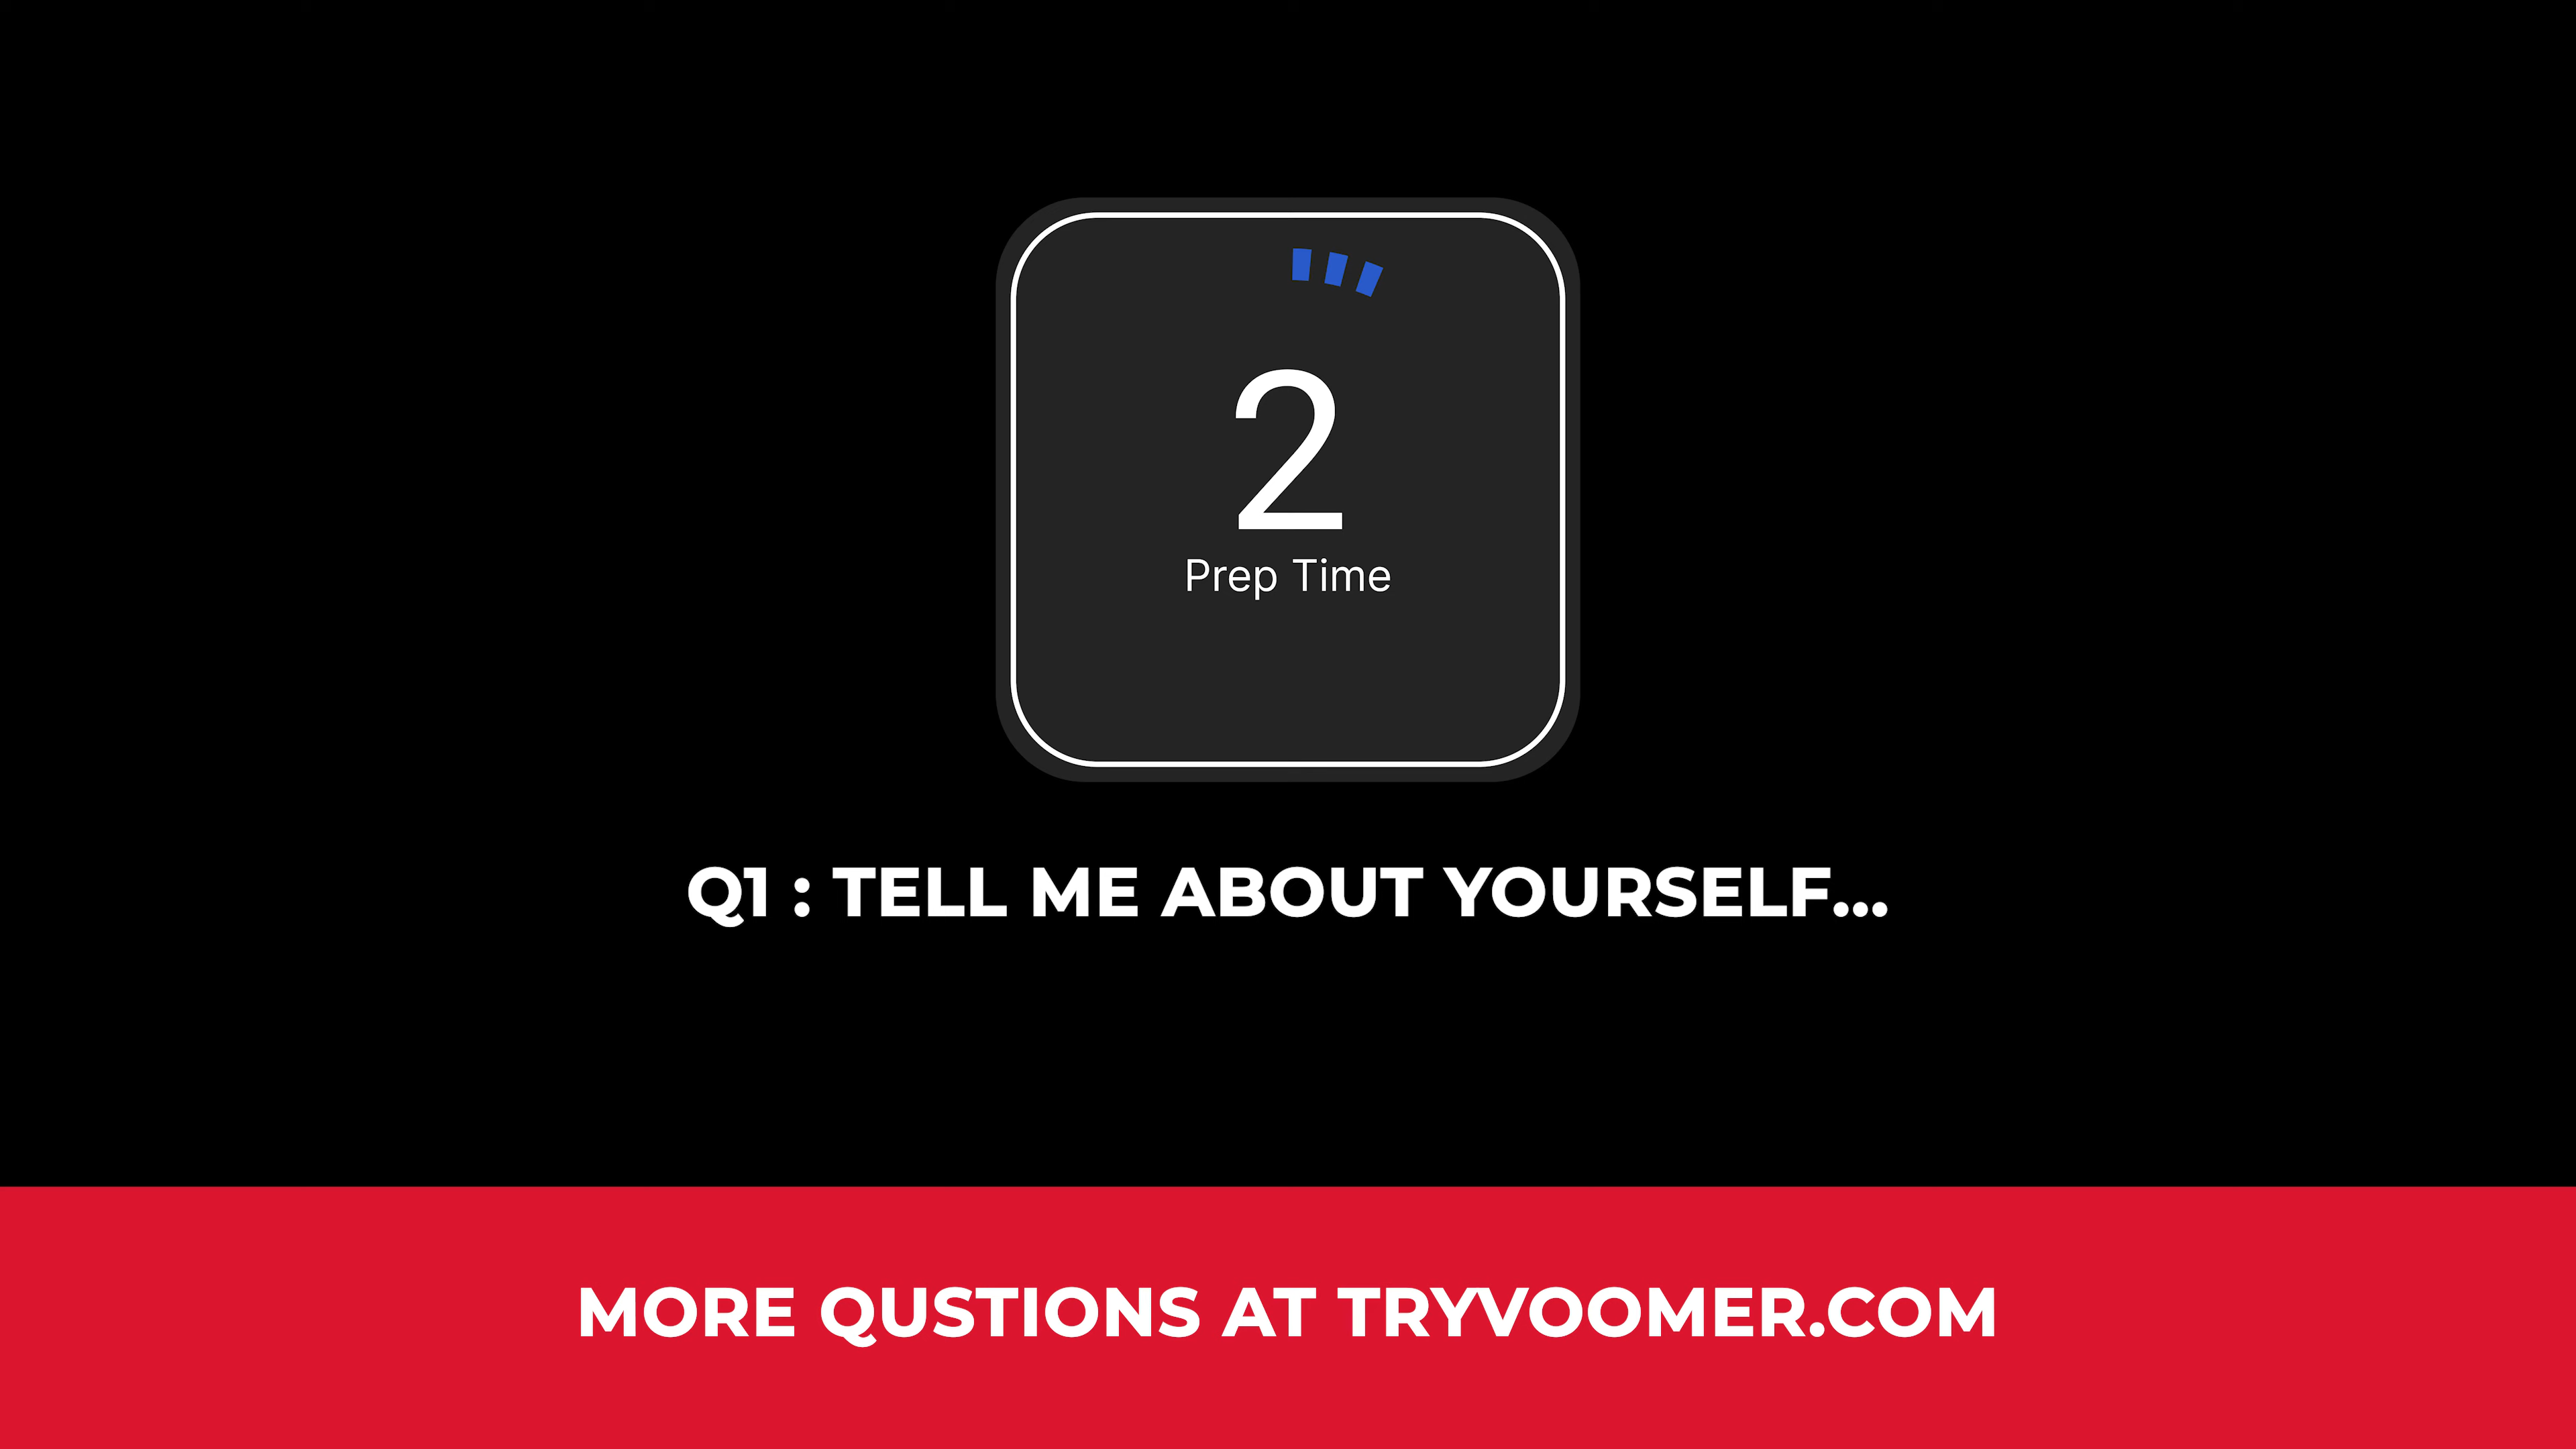 2
Prep Time
Q1 : TELL ME ABOUT YOURSELF...
MORE QUSTIONS AT TRYVOOMER.COM